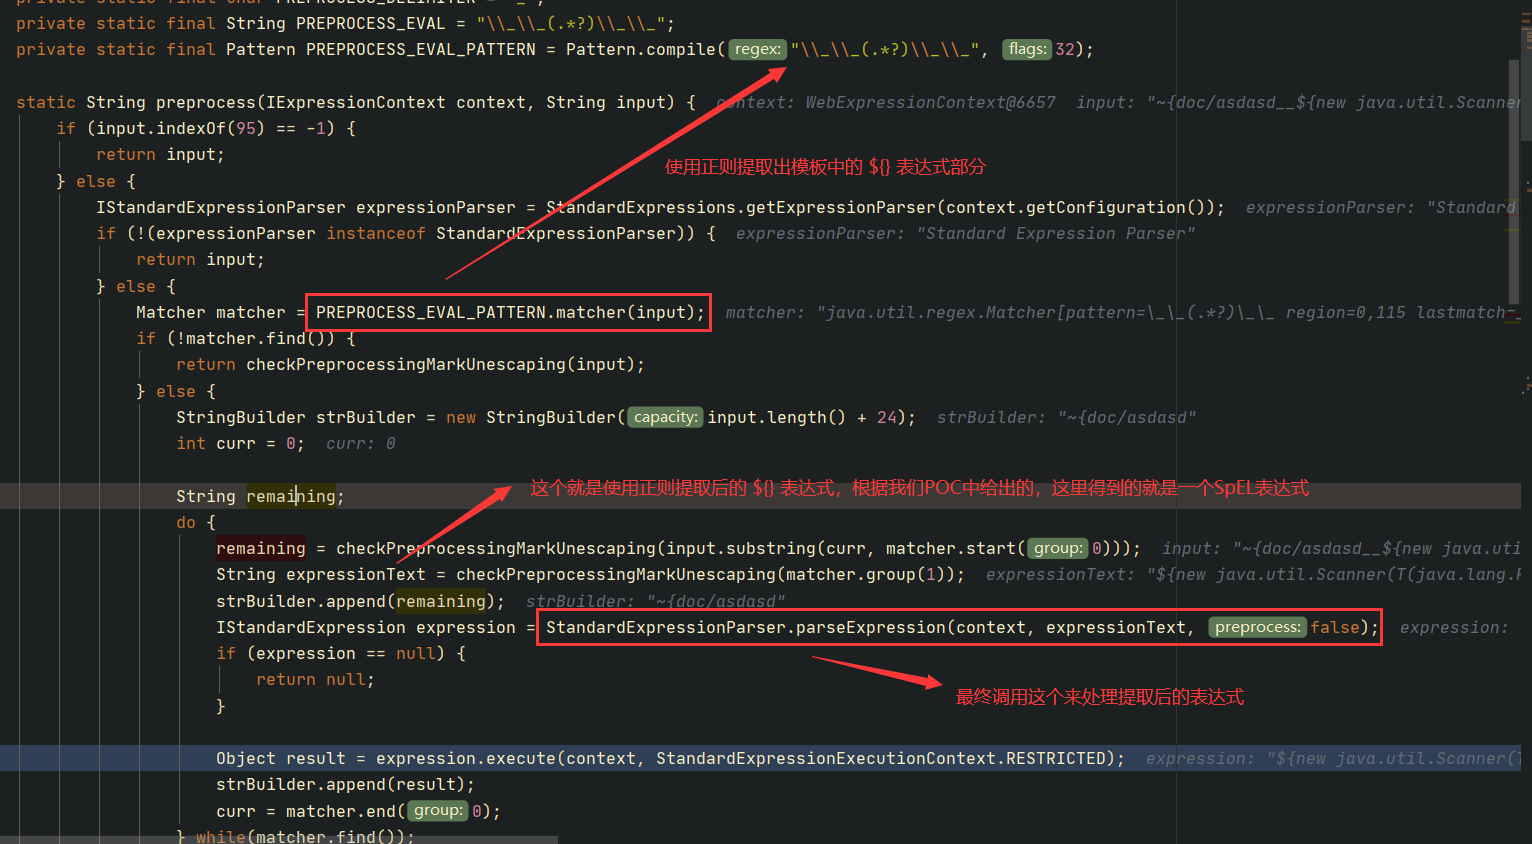 private static final String PREPROCESS_EVAL = "\\_\\_(.*?)\\_\\_";
private static final Pattern PREPROCESS_EVAL_PATTERN = Pattern.compile( regex: "\\_\\_(.*?)\\_\\_", flags: 32);
static String preprocess(IExpressionContext context, String input) { context: WebExpressionContext@6657 input: "~{doc/asdasd__${new java.util.Scanner
if (input.indexOf(95) == -1) {
return input;
使用正则提取出模板中的 ${} 表达式部分
} else {
IStandardExpressionParser expressionParser = StandardExpressions.getExpressionParser(context.getConfiguration()); expressionParser: "Standard
if (!(expressionParser instanceof StandardExpressionParser)) { expressionParser: "Standard Expression Parser"
return input;
} else {
Matcher matcher = PREPROCESS_EVAL_PATTERN.matcher(input); matcher: "java.util.regex.Matcher[pattern=\_\_(.*?)\_\_ region=0,115 lastmatch=_
if (!matcher.find()) {
return checkPreprocessingMarkUnescaping(input);
} else {
StringBuilder strBuilder = new StringBuilder( capacity: input.length() + 24); strBuilder: "~{doc/asdasd"
int curr = 0; curr: 0
String remaining;
这个就是使用正则提取后的 ${} 表达式，根据我们POC中给出的，这里得到的就是一个SpEL表达式
do {
remaining = checkPreprocessingMarkUnescaping(input.substring(curr, matcher.start( group: 0))); input: "~{doc/asdasd__${new java.uti
String expressionText = checkPreprocessingMarkUnescaping(matcher.group(1)); expressionText: "${new java.util.Scanner(T(java.lang.R
strBuilder.append(remaining); strBuilder: "~{doc/asdasd"
IStandardExpression expression = StandardExpressionParser.parseExpression(context, expressionText, preprocess: false); expression:
if (expression == null) {
return null;
最终调用这个来处理提取后的表达式
}
Object result = expression.execute(context, StandardExpressionExecutionContext.RESTRICTED); expression: "${new java.util.Scanner(T
strBuilder.append(result);
curr = matcher.end( group: 0);
} while(matcher.find());